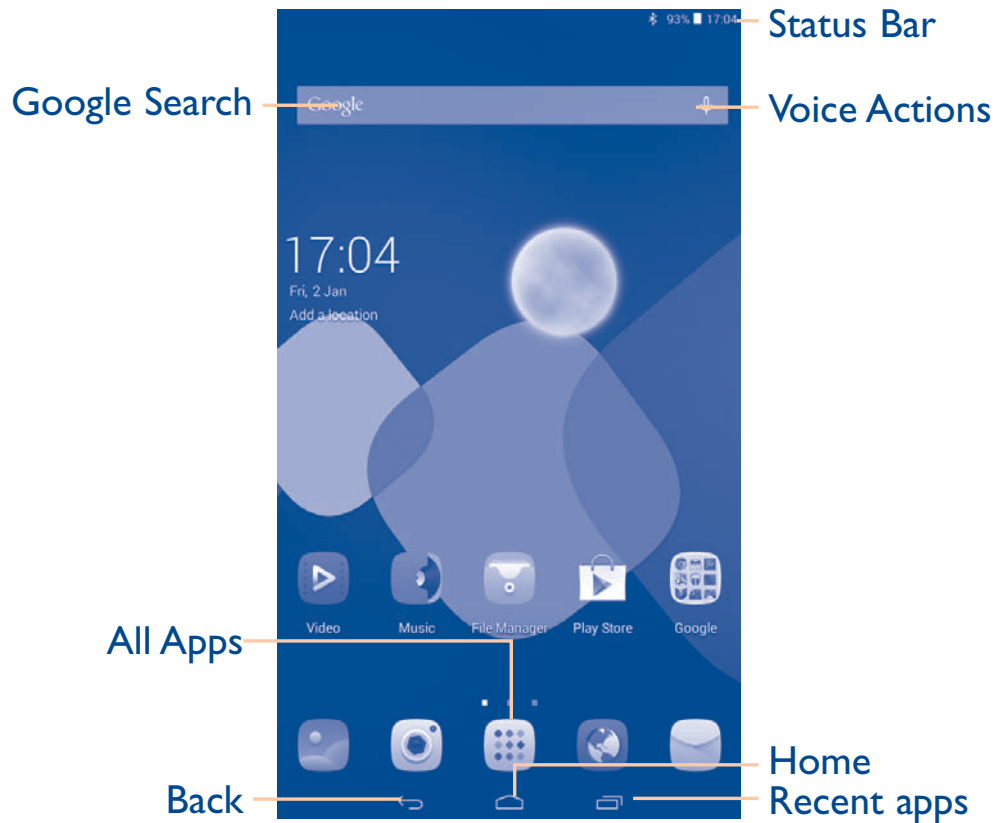 93% 17:04
Status Bar
Google Search
Google
Voice Actions
17:04
Fri, 2 Jan
Add a location
Video
Music
File Manager
Play Store
Google
All Apps
Home
Back
Recent apps